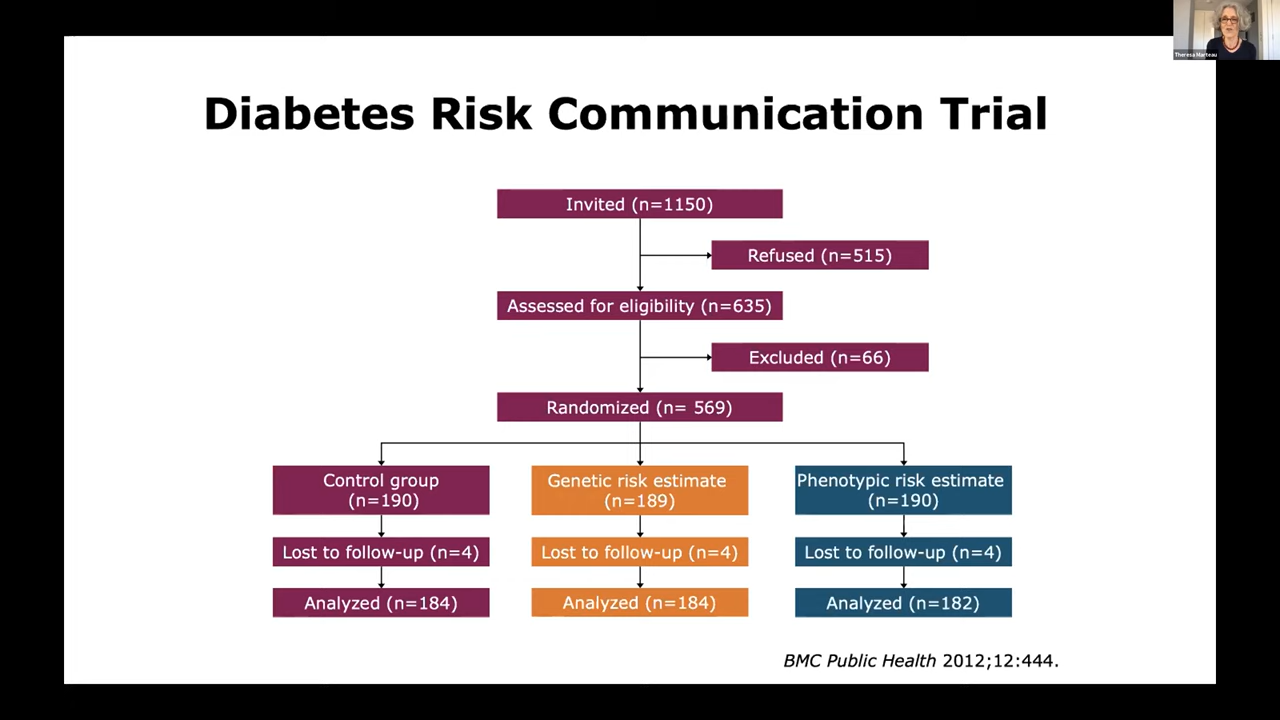 Theresa Marteau
Diabetes Risk Communication Trial
Invited (n=1150)
Refused (n=515)
Assessed for eligibility (n=635)
Excluded (n=66)
Randomized (n= 569)
Control group
(n=190)
Genetic risk estimate
(n=189)
Phenotypic risk estimate
(n=190)
Lost to follow-up (n=4)
Lost to follow-up (n=4)
Lost to follow-up (n=4)
Analyzed (n=184)
Analyzed (n=184)
Analyzed (n=182)
BMC Public Health 2012;12:444.